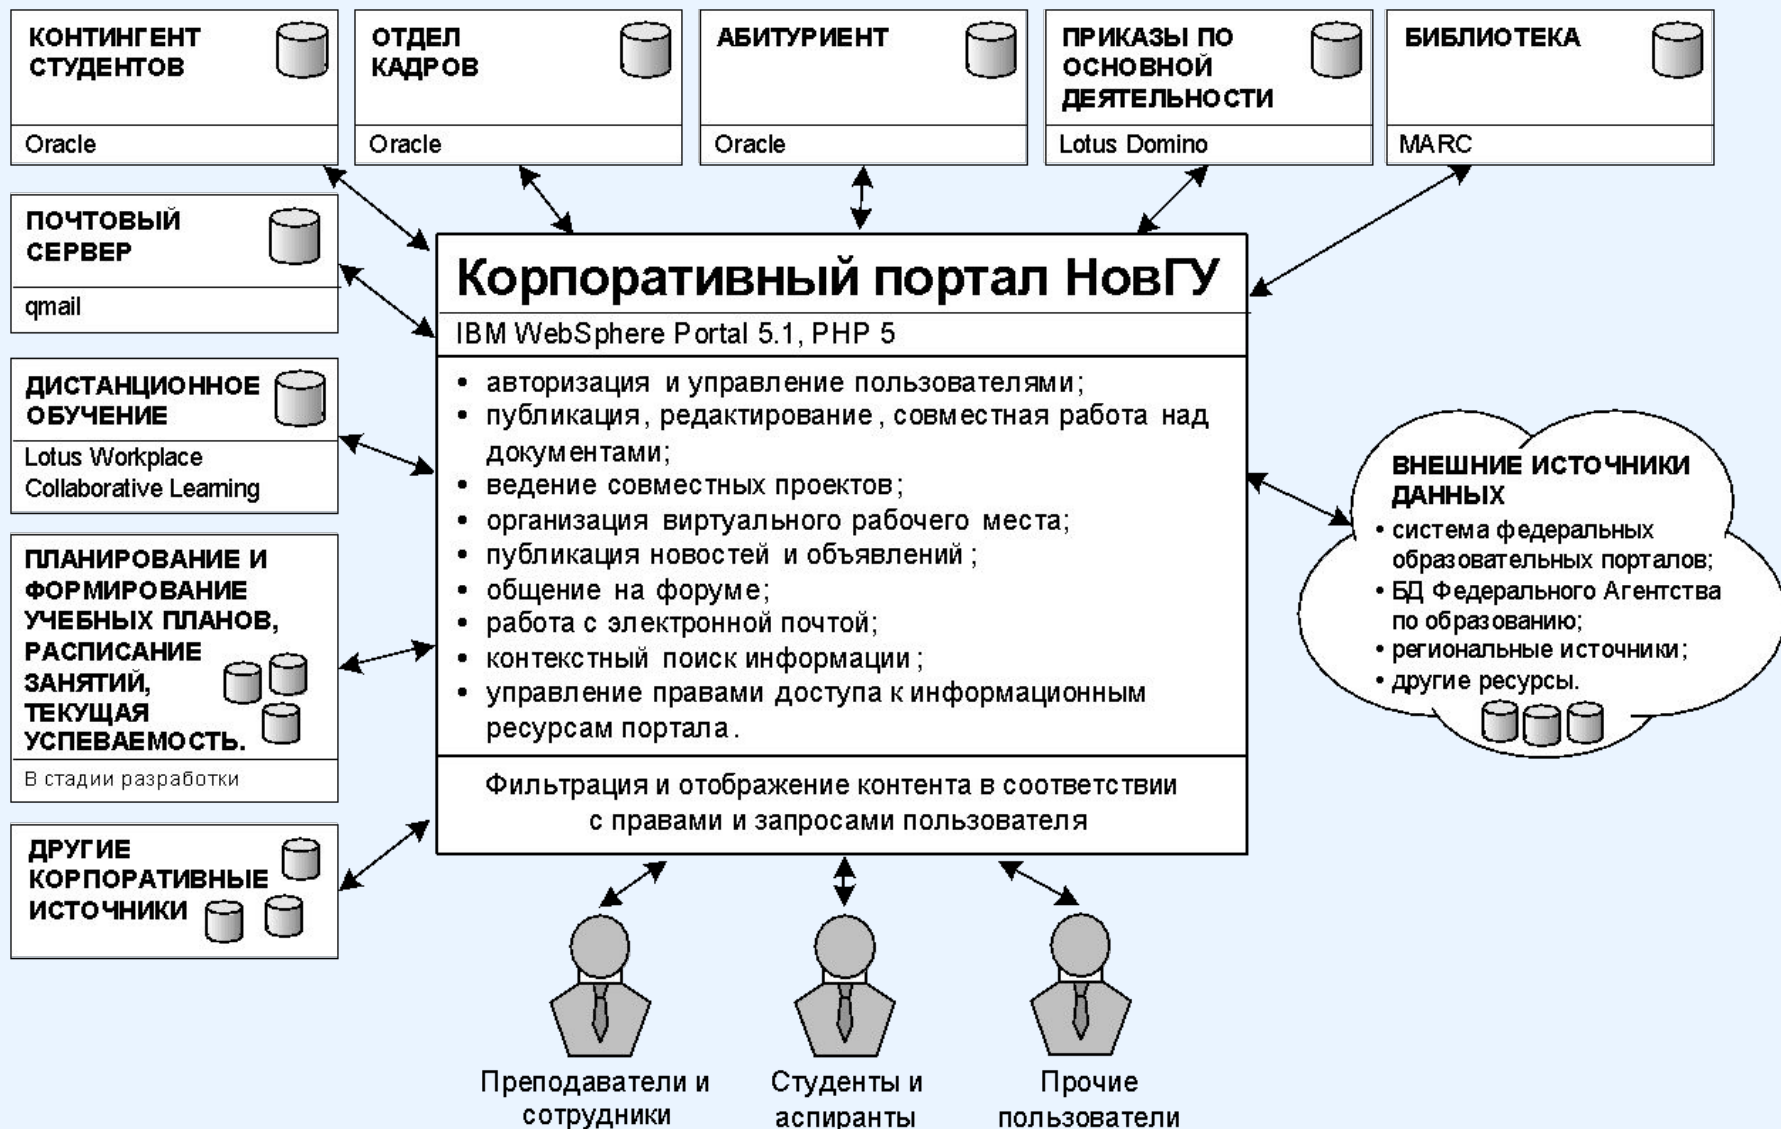 КОНТИНГЕНТ
СТУДЕНТОВ
Oracle
ОТДЕЛ
КАДРОВ
Oracle
АБИТУРИЕНТ
Oracle
ПРИКАЗЫ ПО
ОСНОВНОЙ
ДЕЯТЕЛЬНОСТИ
Lotus Domino
БИБЛИОТЕКА
MARC
ПОЧТОВЫЙ
СЕРВЕР
qmail
ДИСТАНЦИОННОЕ
ОБУЧЕНИЕ
Lotus Workplace
Collaborative Learning
ПЛАНИРОВАНИЕ И
ФОРМИРОВАНИЕ
УЧЕБНЫХ ПЛАНОВ,
РАСПИСАНИЕ
ЗАНЯТИЙ,
ТЕКУЩАЯ
УСПЕВАЕМОСТЬ.
В стадии разработки
ДРУГИЕ
КОРПОРАТИВНЫЕ
ИСТОЧНИКИ
Корпоративный портал НовГУ
IBM WebSphere Portal 5.1, PHP 5
• авторизация и управление пользователями;
• публикация, редактирование, совместная работа над
документами;
• ведение совместных проектов;
• организация виртуального рабочего места;
• публикация новостей и объявлений;
• общение на форуме;
• работа с электронной почтой;
• контекстный поиск информации;
• управление правами доступа к информационным
ресурсам портала.
Фильтрация и отображение контента в соответствии
с правами и запросами пользователя
ВНЕШНИЕ ИСТОЧНИКИ
ДАННЫХ
• система федеральных
образовательных порталов;
• БД Федерального Агентства
по образованию;
• региональные источники;
• другие ресурсы.
Преподаватели и
сотрудники
Студенты и
аспиранты
Прочие
пользователи